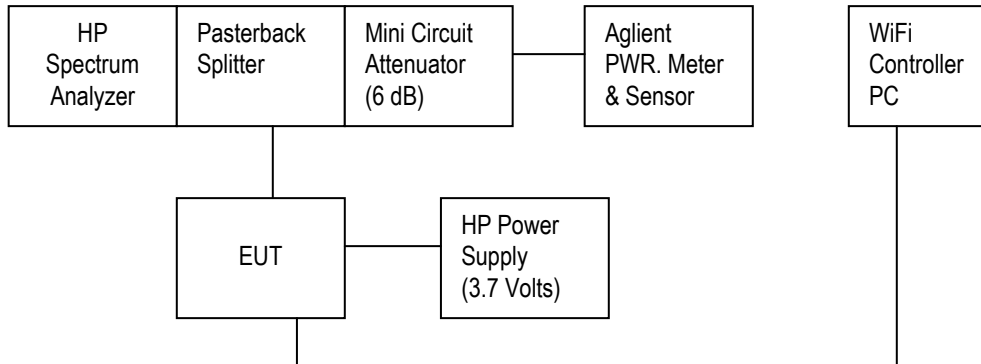 HP
Spectrum
Analyzer
Pasterback
Splitter
Mini Circuit
Attenuator
(6 dB)
Aglient
PWR. Meter
& Sensor
WiFi
Controller
PC
EUT
HP Power
Supply
(3.7 Volts)